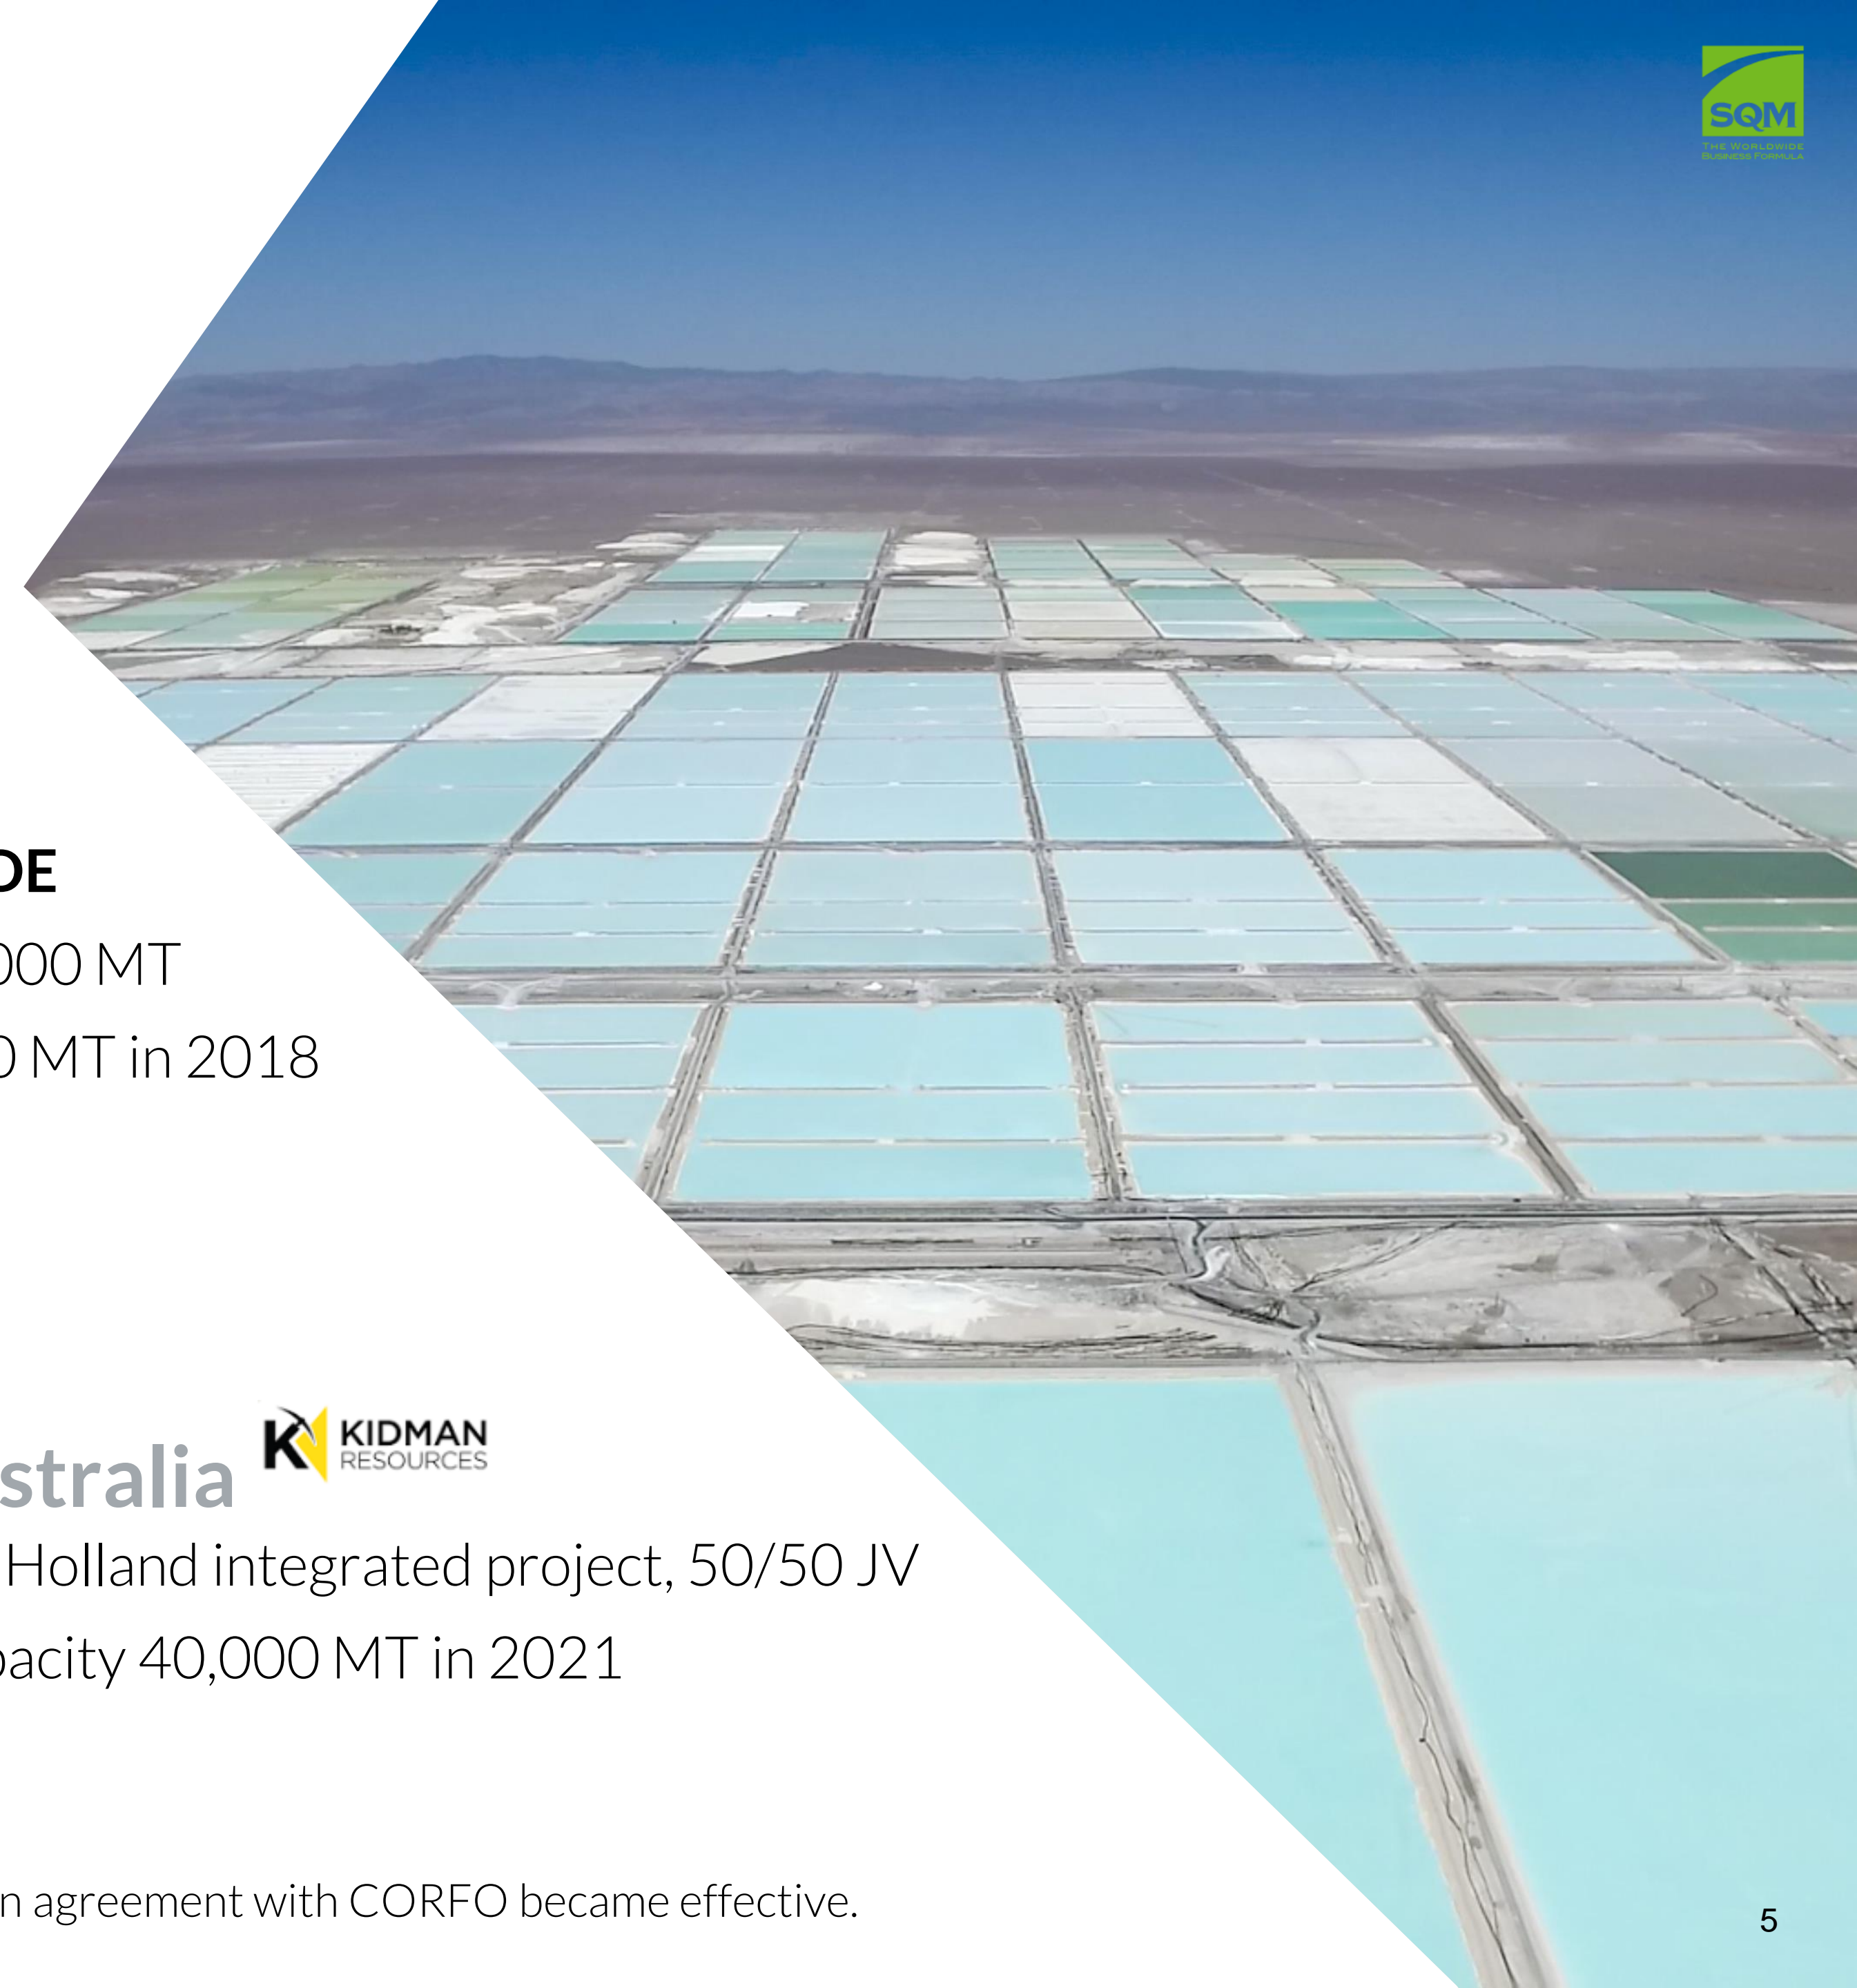 SQM
THE WORLDWIDE
BUSINESS FORMULA
DE
000 MT
0 MT in 2018
stralia
KIDMAN
RESOURCES
Holland integrated project, 50/50 JV
pacity 40,000 MT in 2021
n agreement with CORFO became effective.
5